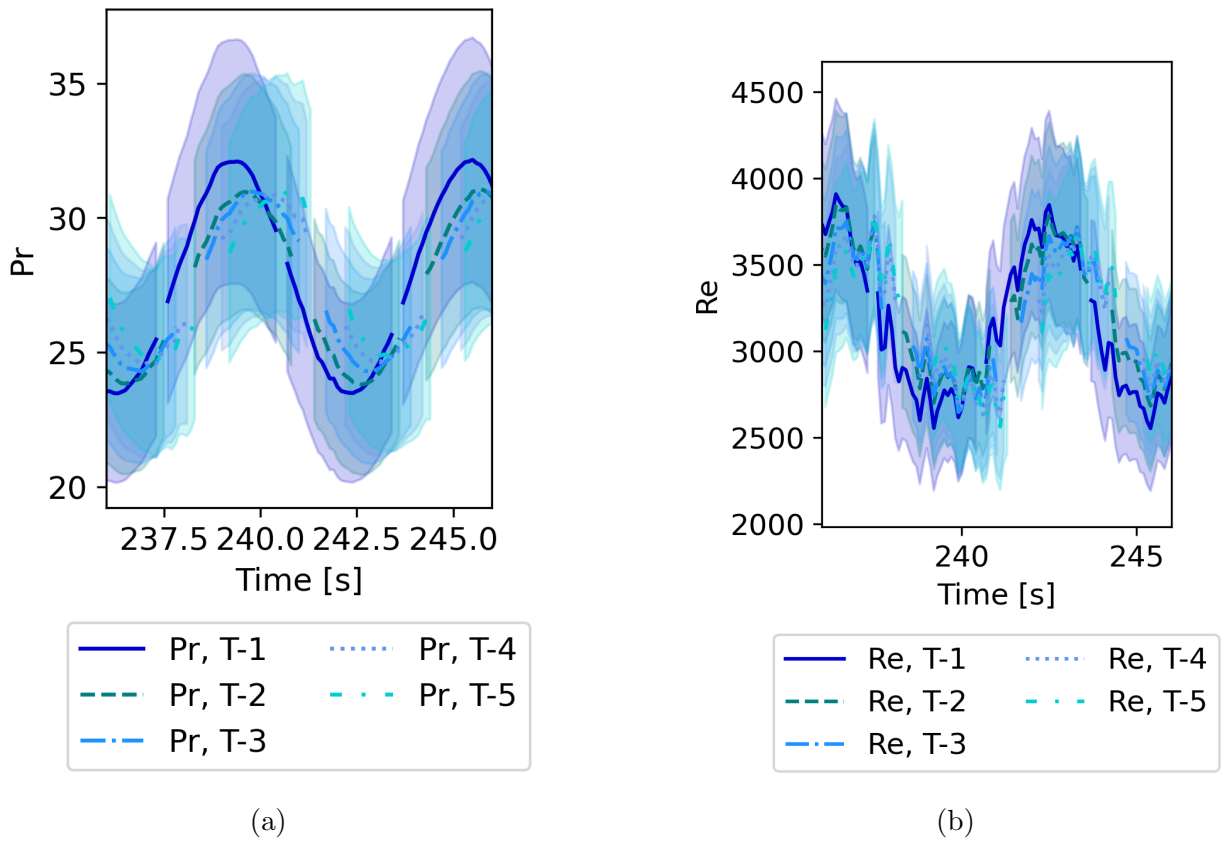 35
30
25
20
Pr
237.5 240.0 242.5 245.0
Time [s]
Pr, T-1
Pr, T-2
Pr, T-3
Pr, T-4
Pr, T-5
(a)
4500
4000
3500
3000
2500
2000
Re
240 245
Time [s]
Re, T-1
Re, T-2
Re, T-3
Re, T-4
Re, T-5
(b)